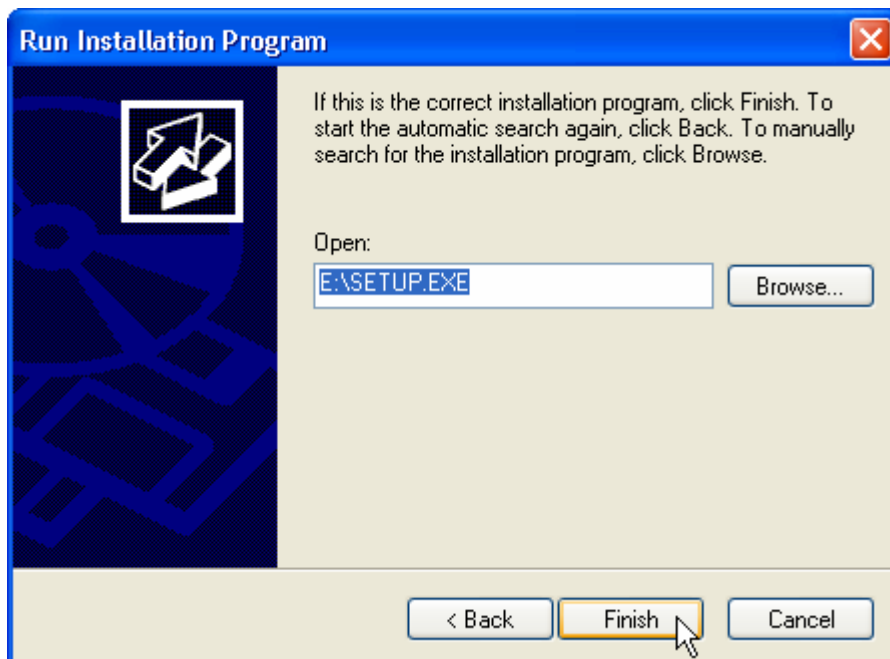 Run Installation Program
If this is the correct installation program, click Finish. To
start the automatic search again, click Back. To manually
search for the installation program, click Browse.
Open:
E:\SETUP.EXE
Browse...
< Back
Finish
Cancel